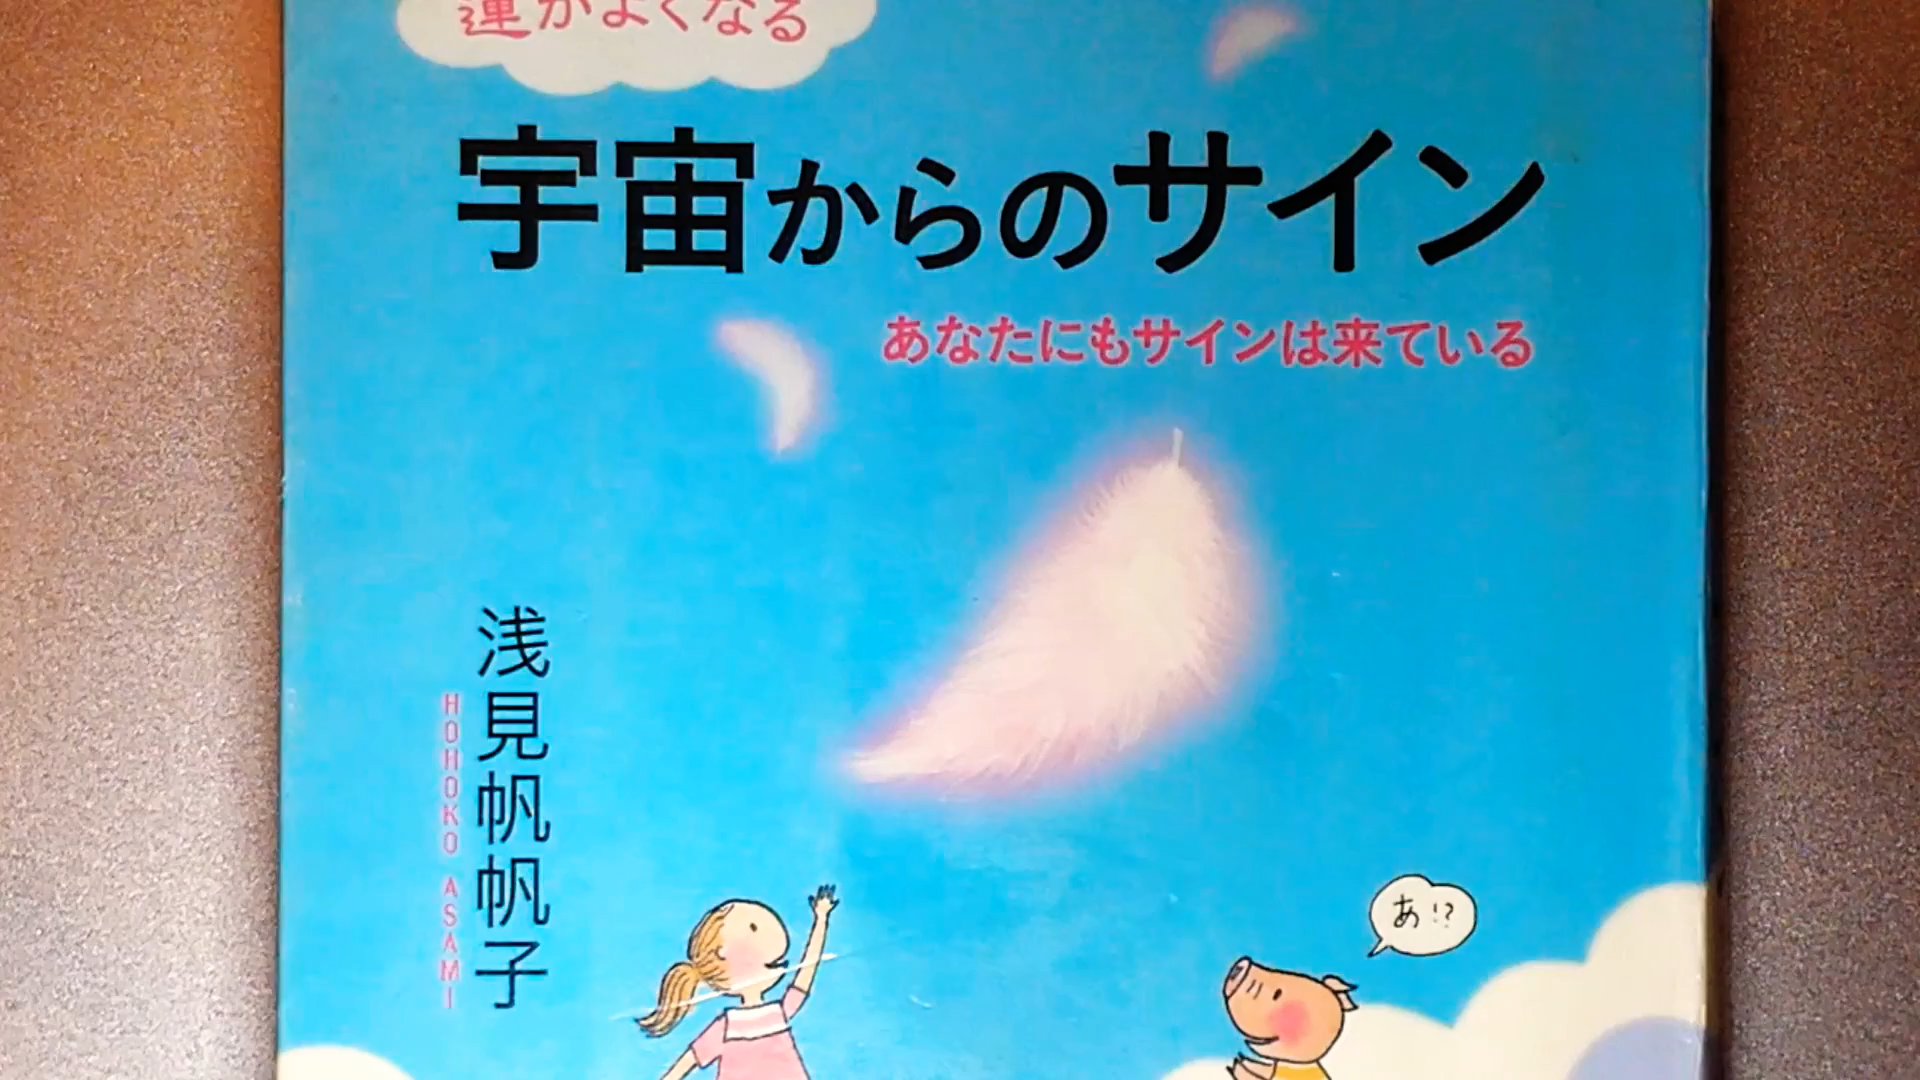 運がよくなる
宇宙からのサイン
あなたにもサインは来ている
浅見帆帆子
HOHOKO ASAMI
あ!?